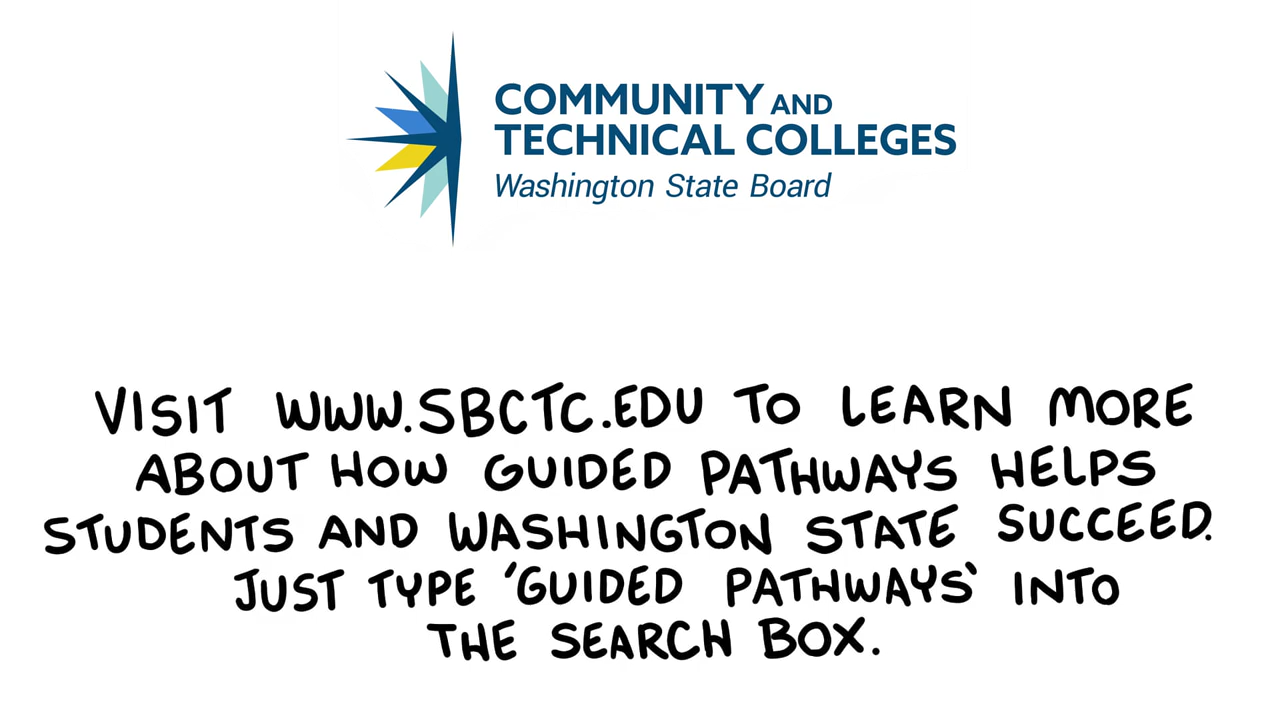 COMMUNITY AND
TECHNICAL COLLEGES
Washington State Board
VISIT WWW.SBCTC.EDU TO LEARN MORE
ABOUT HOW GUIDED PATHWAYS HELPS
STUDENTS AND WASHINGTON STATE SUCCEED.
JUST TYPE 'GUIDED PATHWAYS' INTO
THE SEARCH BOX.